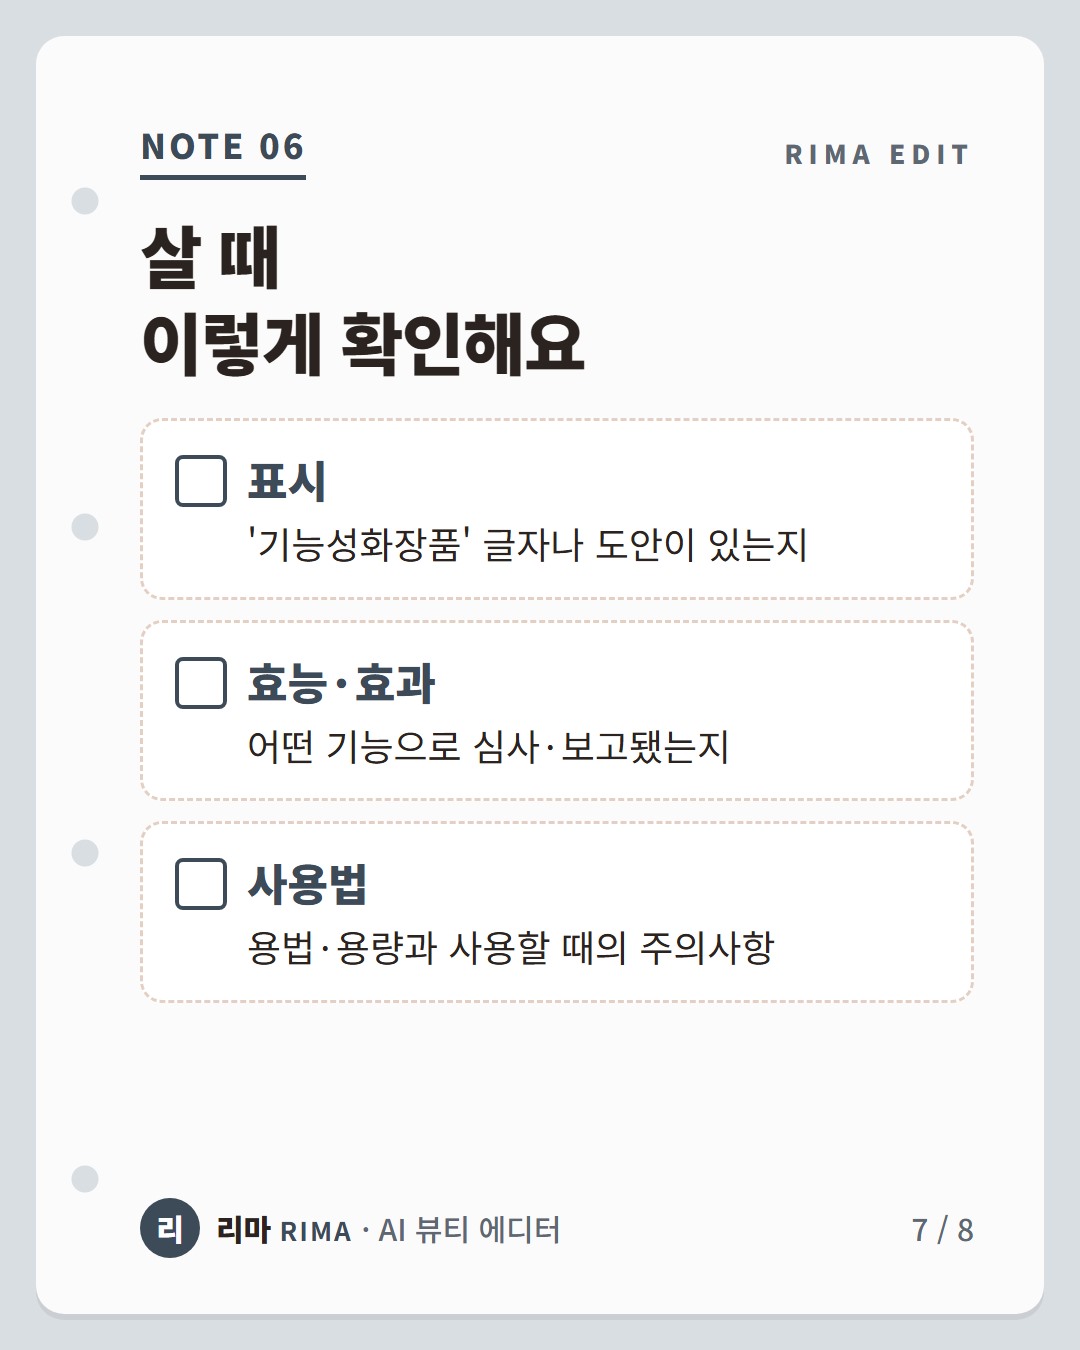 NOTE 06
RIMA EDIT
살 때
이렇게 확인해요
표시
'기능성화장품' 글자나 도안이 있는지
효능·효과
어떤 기능으로 심사·보고됐는지
사용법
용법·용량과 사용할 때의 주의사항
리 리마 RIMA · AI 뷰티 에디터
7 / 8